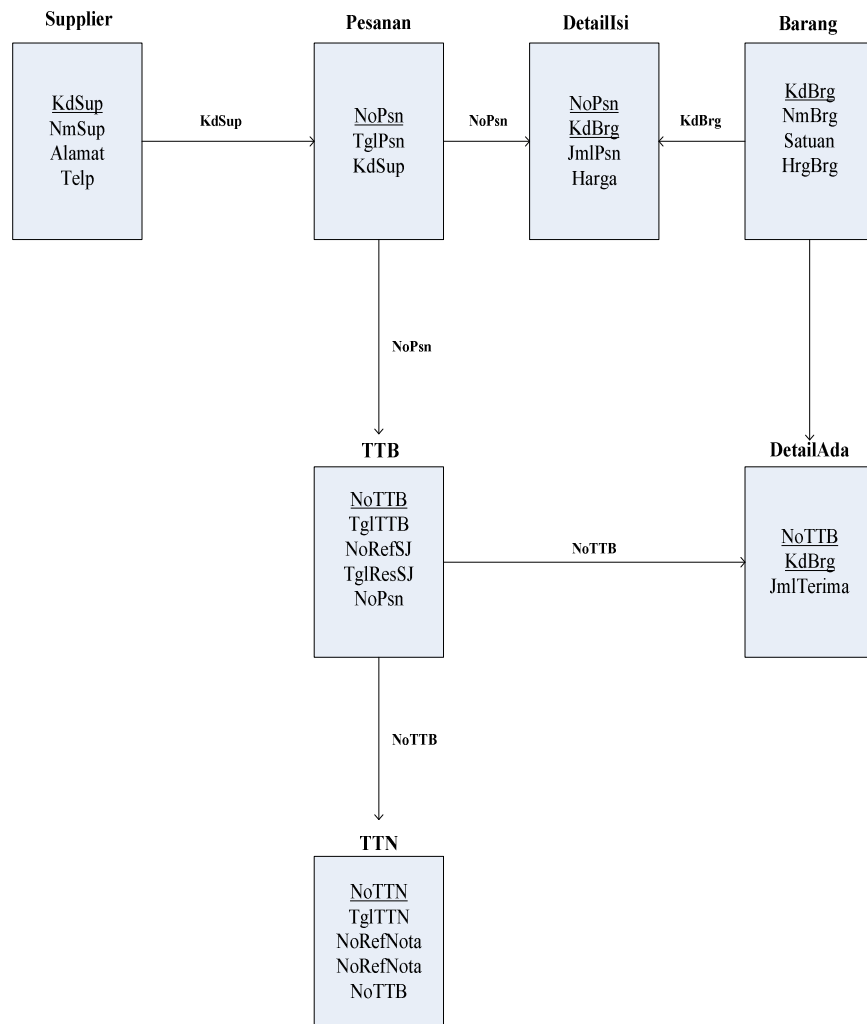 Supplier
KdSup
NmSup
Alamat
Telp
KdSup
Pesanan
NoPsn
TglPsn
KdSup
NoPsn
DetailIsi
NoPsn
KdBrg
JmlPsn
Harga
KdBrg
Barang
KdBrg
NmBrg
Satuan
HrgBrg
NoPsn
TTB
NoTTB
TglTTB
NoRefSJ
TglResSJ
NoPsn
NoTTB
DetailAda
NoTTB
KdBrg
JmlTerima
NoTTB
TTN
NoTTN
TglTTN
NoRefNota
NoRefNota
NoTTB